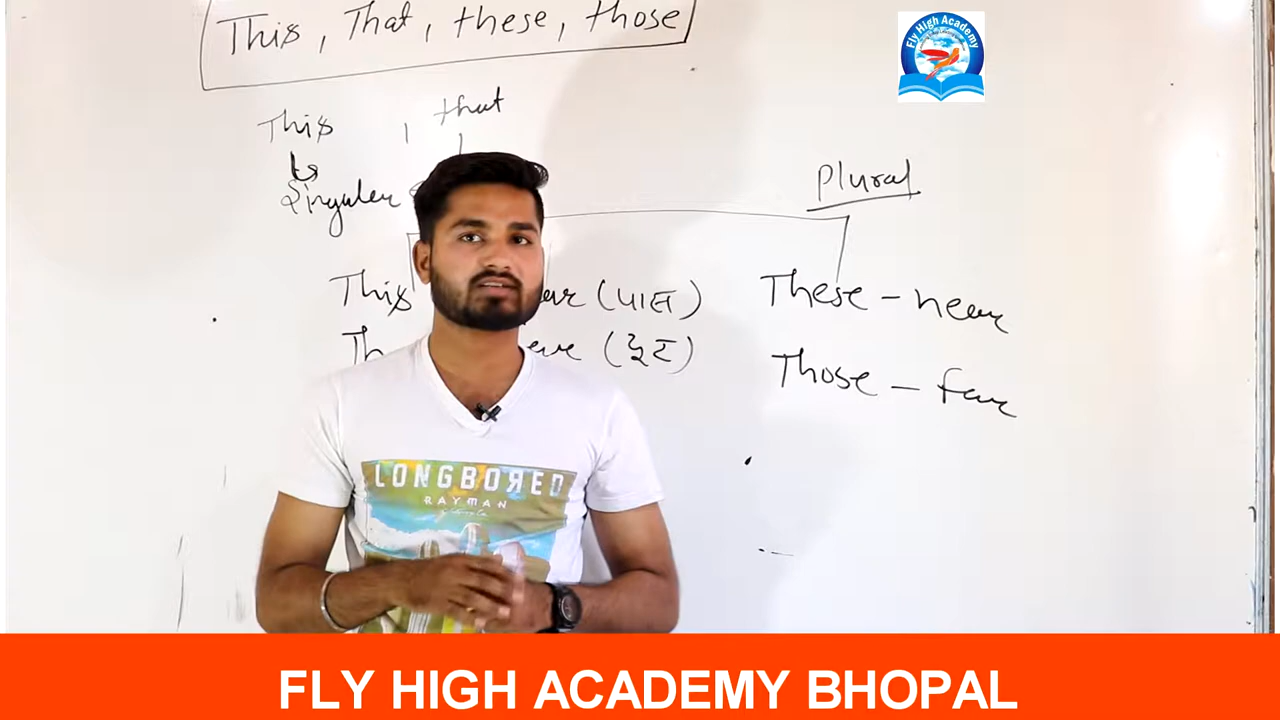 This, That, these, those
Fly High Academy
This , that
Singular
Plural
This (पास)
(दूर)
These - near
Those - far
LONGBORED
RAYMAN
FLY HIGH ACADEMY BHOPAL